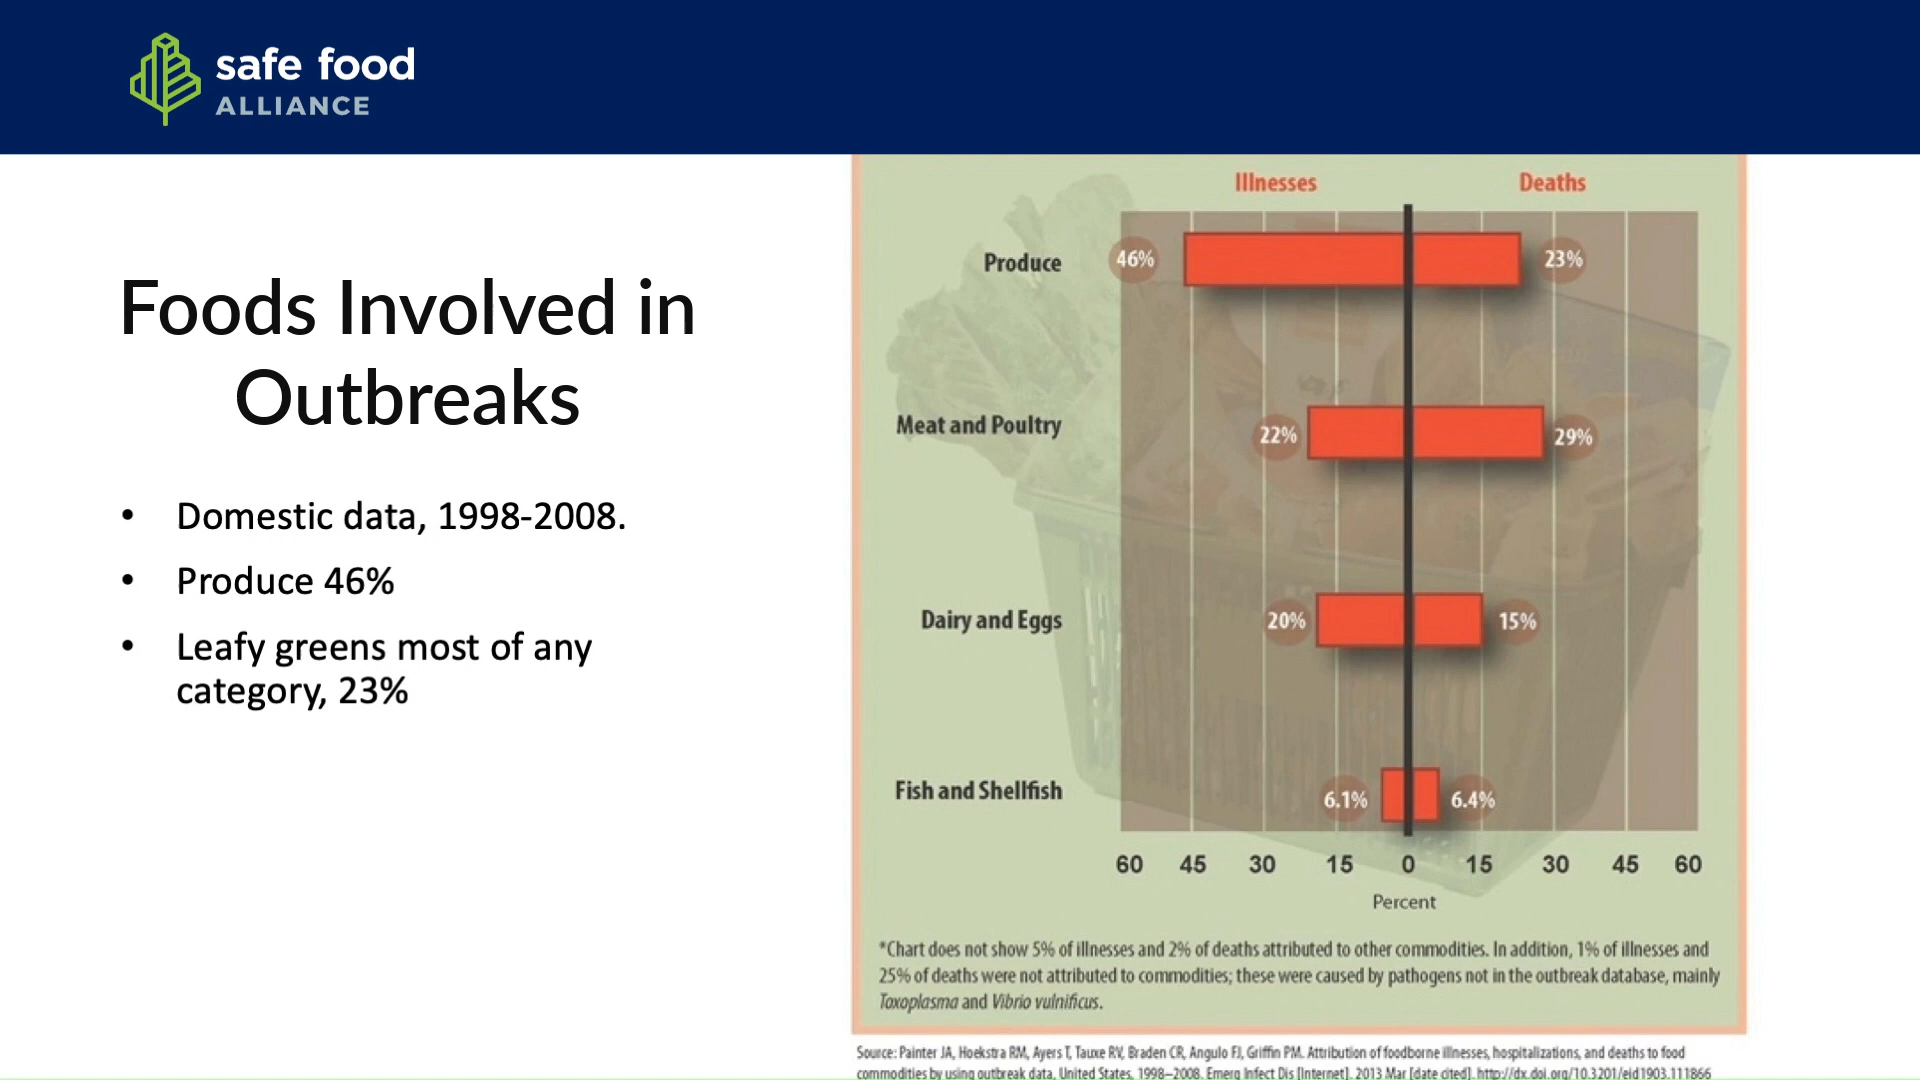 safe food
ALLIANCE
Foods Involved in
Outbreaks
• Domestic data, 1998-2008.
• Produce 46%
• Leafy greens most of any
category, 23%
Illnesses Deaths
Produce 46% 23%
Meat and Poultry 22% 29%
Dairy and Eggs 20% 15%
Fish and Shellfish 6.1% 6.4%
60 45 30 15 0 15 30 45 60
Percent
*Chart does not show 5% of illnesses and 2% of deaths attributed to other commodities. In addition, 1% of illnesses and
25% of deaths were not attributed to commodities; these were caused by pathogens not in the outbreak database, mainly
Toxoplasma and Vibrio vulnificus.
Source: Painter JA, Hoekstra RM, Ayers T, Tauxe RV, Braden CR, Angulo FJ, Griffin PM. Attribution of foodborne illnesses, hospitalizations, and deaths to food
commodities by using outbreak data, United States, 1998–2008. Emerg Infect Dis [Internet]. 2013 Mar [date cited]. http://dx.doi.org/10.3201/eid1903.111866